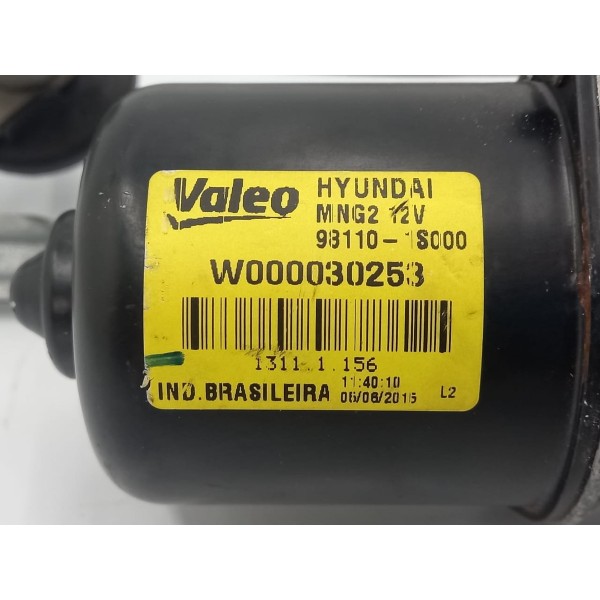 Valeo HYUNDAI
MNG2 12V
98110-1S000
W000030253
1311.1.156
IND.BRASILEIRA 11:40:10
06/06/2015 L2